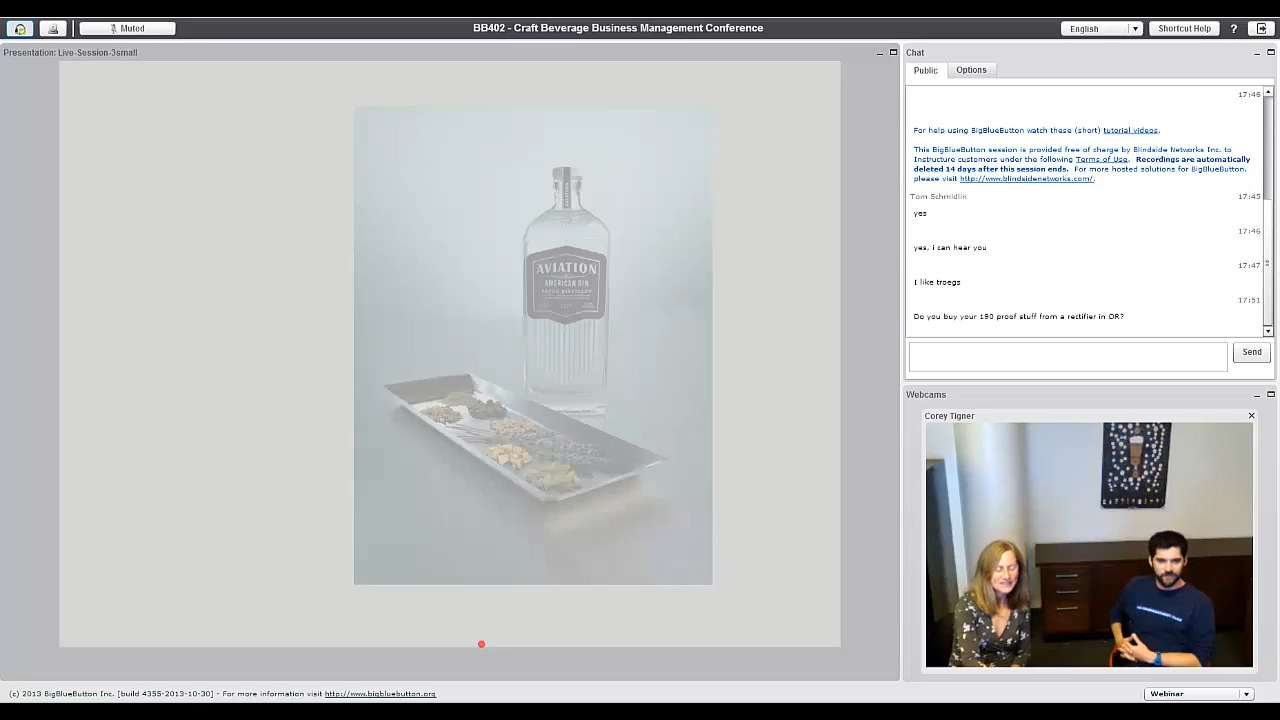 Muted
BB402 - Craft Beverage Business Management Conference
English
Shortcut Help
?
Presentation: Live-Session-3small
AVIATION
AMERICAN GIN
Chat
Public
Options
17:46
For help using BigBlueButton watch these (short) tutorial videos.
This BigBlueButton session is provided free of charge by Blindside Networks Inc. to
Instructure customers under the following Terms of Use. Recordings are automatically
deleted 14 days after this session ends. For more hosted solutions for BigBlueButton,
please visit http://www.blindsidenetworks.com/.
Tom Schmidlin 17:45
yes
17:46
yes, i can hear you
17:47
I like troegs
17:51
Do you buy your 190 proof stuff from a rectifier in OR?
Send
Webcams
Corey Tigner
(c) 2013 BigBlueButton Inc. [build 4355-2013-10-30] - For more information visit http://www.bigbluebutton.org
Webinar